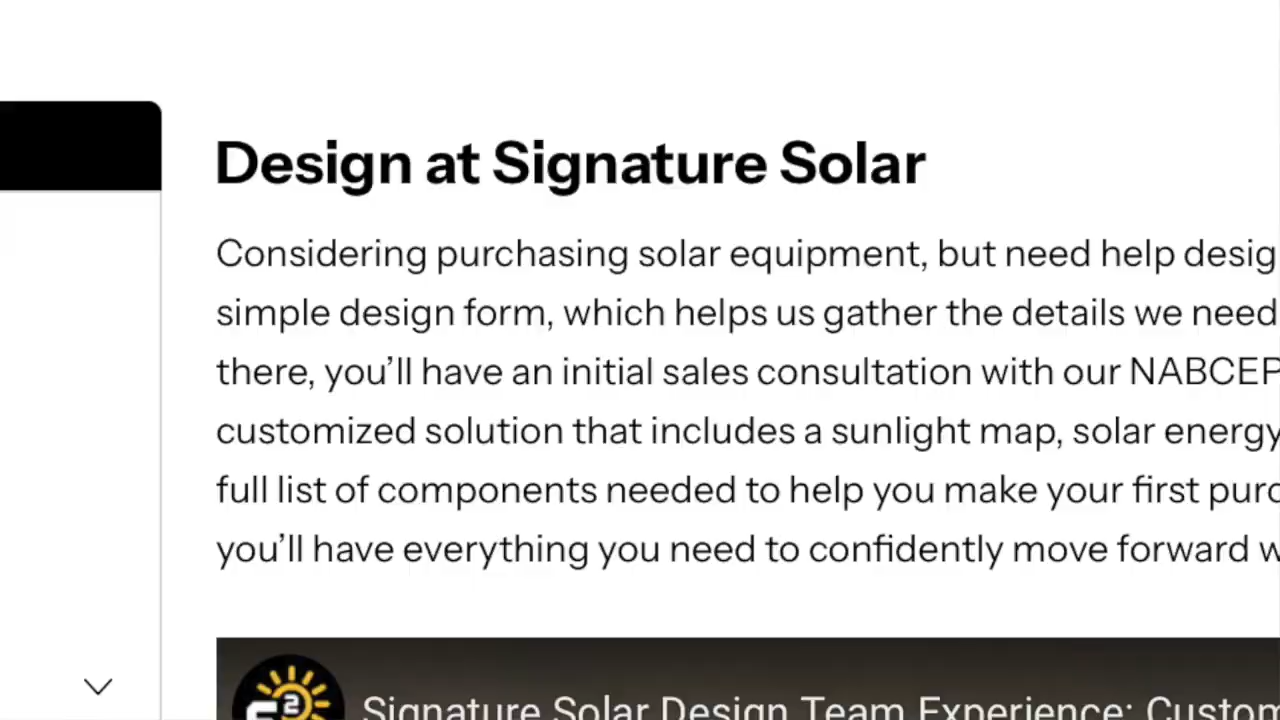 Design at Signature Solar
Considering purchasing solar equipment, but need help desig
simple design form, which helps us gather the details we need
there, you’ll have an initial sales consultation with our NABCEP
customized solution that includes a sunlight map, solar energy
full list of components needed to help you make your first purc
you’ll have everything you need to confidently move forward w
Signature Solar Design Team Experience: Custom